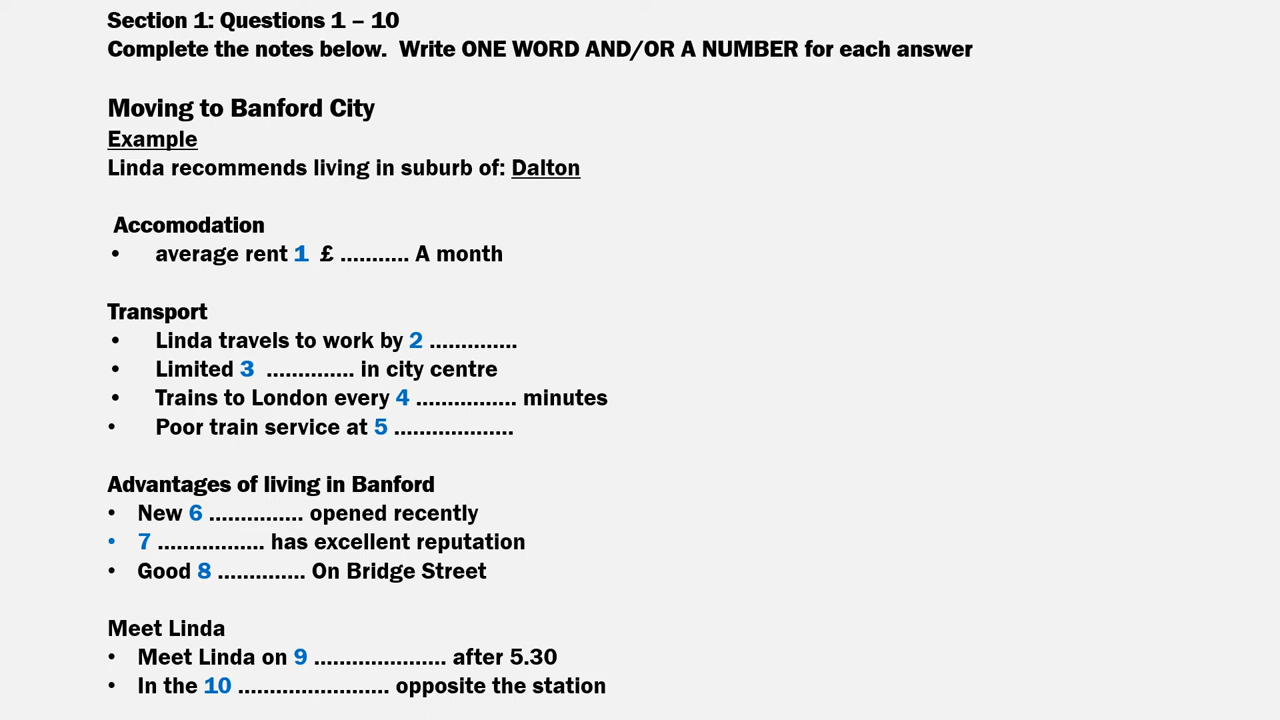 Section 1: Questions 1 – 10
Complete the notes below.  Write ONE WORD AND/OR A NUMBER for each answer
Moving to Banford City
Example
Linda recommends living in suburb of: Dalton
Accomodation
• average rent 1 £ ........... A month
Transport
• Linda travels to work by 2 ..............
• Limited 3 .............. in city centre
• Trains to London every 4 ................ minutes
• Poor train service at 5 ...................
Advantages of living in Banford
• New 6 ............... opened recently
• 7 ................. has excellent reputation
• Good 8 .............. On Bridge Street
Meet Linda
• Meet Linda on 9 ..................... after 5.30
• In the 10 ........................ opposite the station